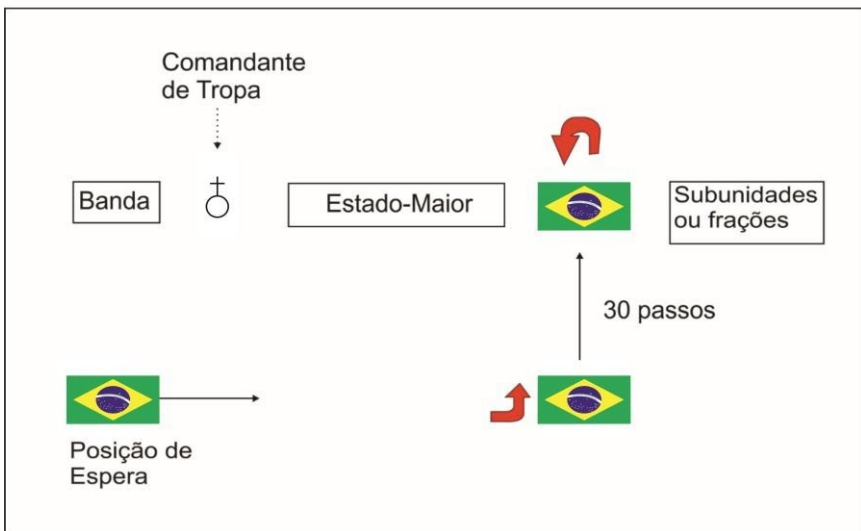 Comandante
de Tropa
Banda
Estado-Maior
Subunidades
ou frações
30 passos
Posição de
Espera